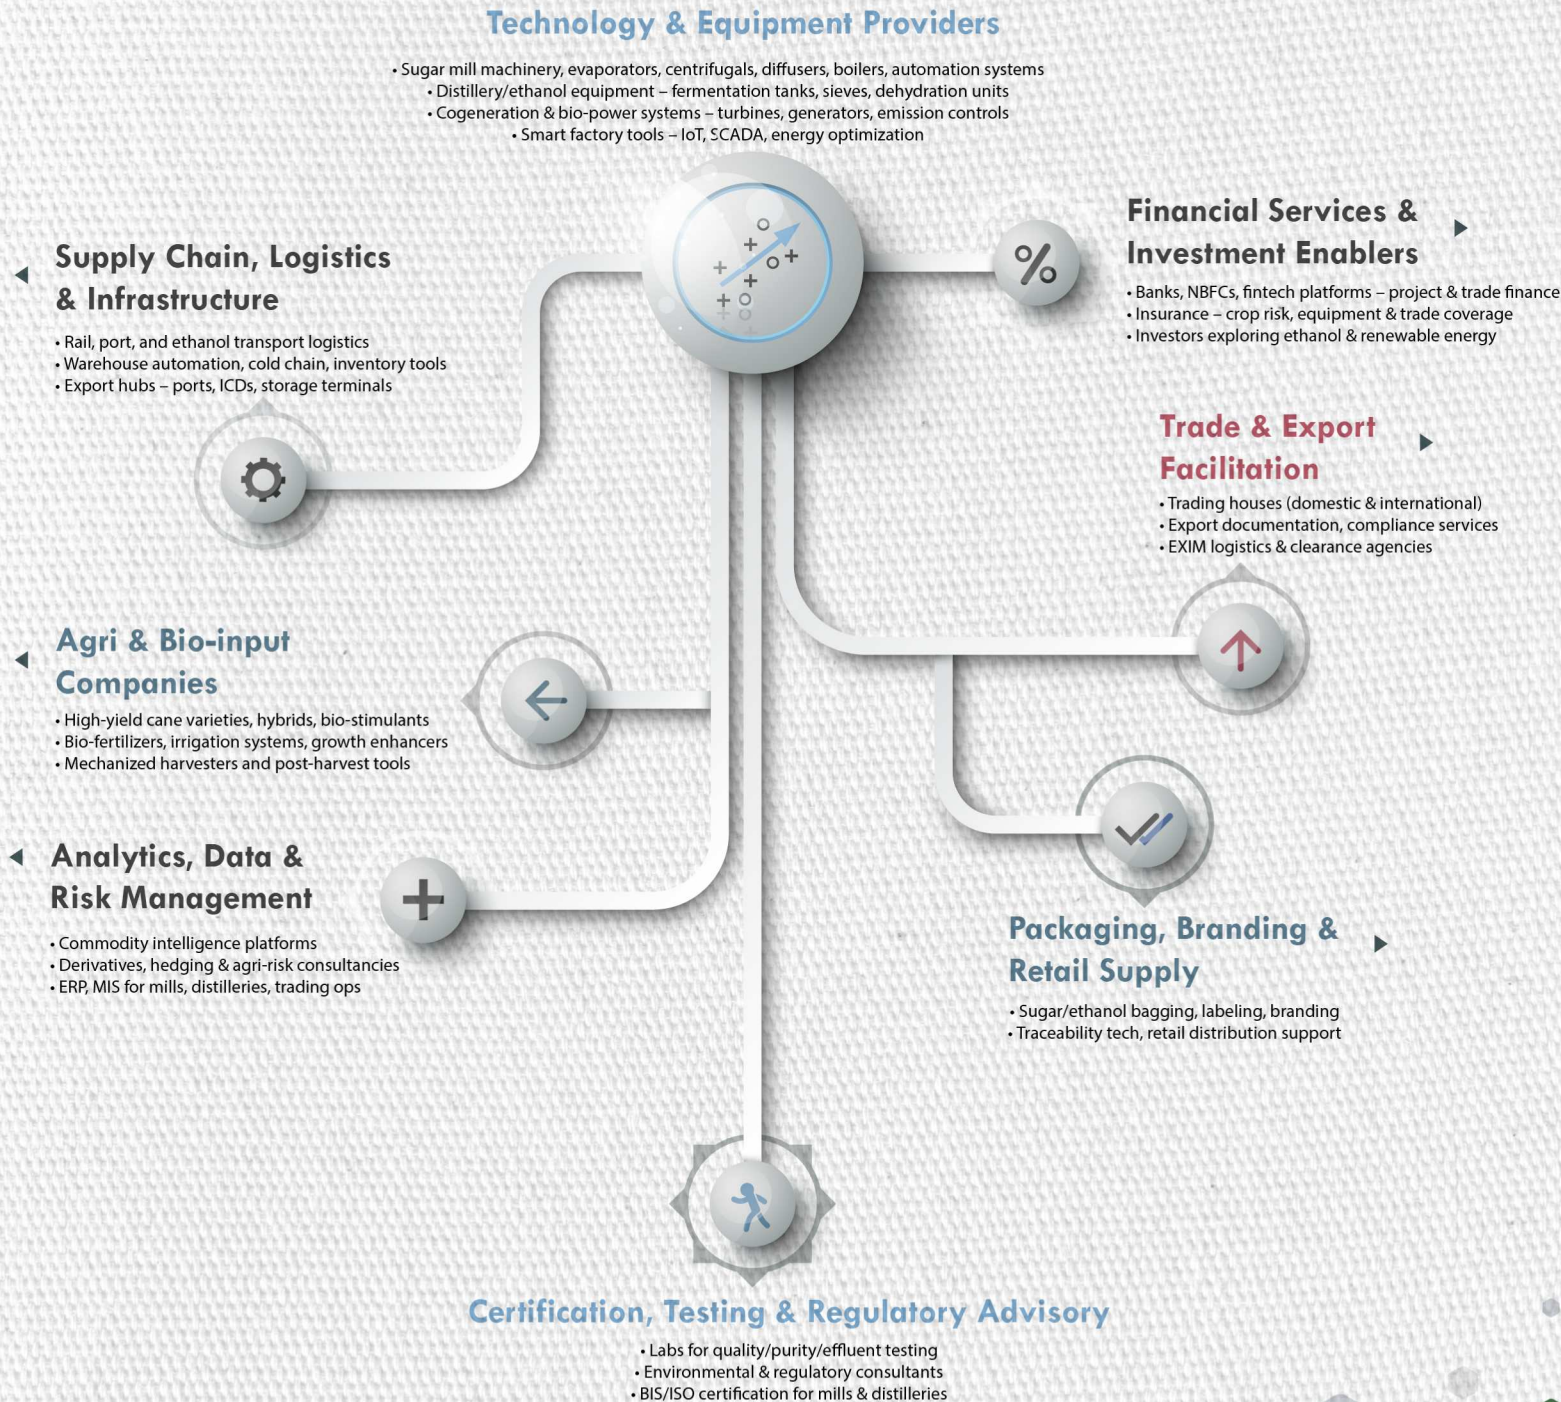 Technology & Equipment Providers
• Sugar mill machinery, evaporators, centrifugals, diffusers, boilers, automation systems
• Distillery/ethanol equipment – fermentation tanks, sieves, dehydration units
• Cogeneration & bio-power systems – turbines, generators, emission controls
• Smart factory tools – IoT, SCADA, energy optimization
Financial Services &
Investment Enablers
• Banks, NBFCs, fintech platforms – project & trade finance
• Insurance – crop risk, equipment & trade coverage
• Investors exploring ethanol & renewable energy
%
Supply Chain, Logistics
& Infrastructure
• Rail, port, and ethanol transport logistics
• Warehouse automation, cold chain, inventory tools
• Export hubs – ports, ICDs, storage terminals
Trade & Export
Facilitation
• Trading houses (domestic & international)
• Export documentation, compliance services
• EXIM logistics & clearance agencies
Agri & Bio-input
Companies
• High-yield cane varieties, hybrids, bio-stimulants
• Bio-fertilizers, irrigation systems, growth enhancers
• Mechanized harvesters and post-harvest tools
Analytics, Data &
Risk Management
• Commodity intelligence platforms
• Derivatives, hedging & agri-risk consultancies
• ERP, MIS for mills, distilleries, trading ops
Packaging, Branding &
Retail Supply
• Sugar/ethanol bagging, labeling, branding
• Traceability tech, retail distribution support
Certification, Testing & Regulatory Advisory
• Labs for quality/purity/effluent testing
• Environmental & regulatory consultants
• BIS/ISO certification for mills & distilleries